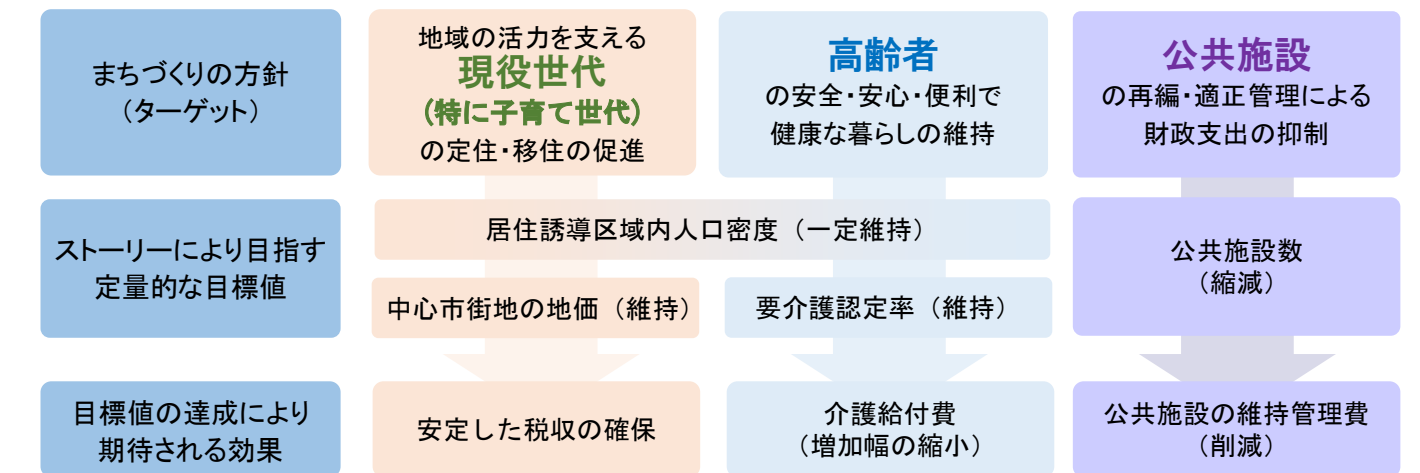 まちづくりの方針
（ターゲット）
地域の活力を支える
現役世代
（特に子育て世代）
の定住・移住の促進
高齢者
の安全・安心・便利で
健康な暮らしの維持
公共施設
の再編・適正管理による
財政支出の抑制
ストーリーにより目指す
定量的な目標値
居住誘導区域内人口密度（一定維持）
中心市街地の地価（維持）
要介護認定率（維持）
公共施設数
（縮減）
目標値の達成により
期待される効果
安定した税収の確保
介護給付費
（増加幅の縮小）
公共施設の維持管理費
（削減）